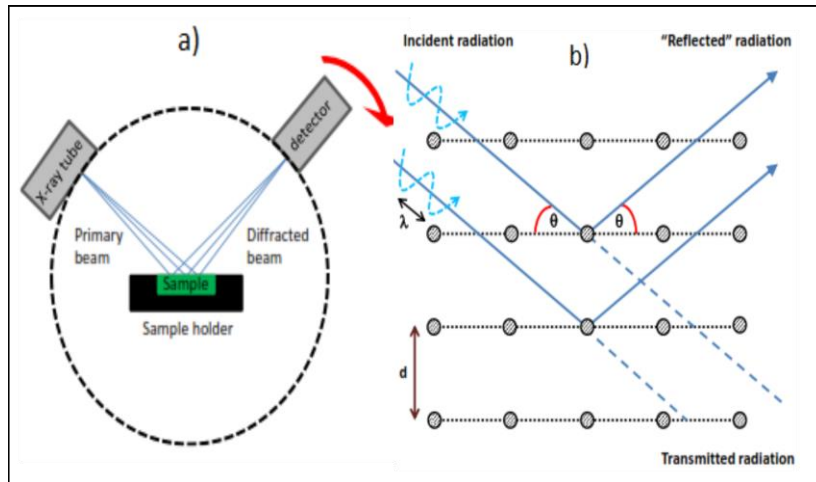 a)
X-ray tube
detector
Primary
beam
Diffracted
beam
Sample
Sample holder
Incident radiation
"Reflected" radiation
b)
λ
θ
θ
d
Transmitted radiation